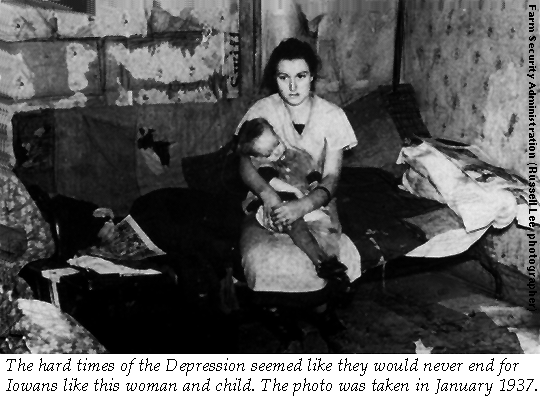 Farm Security Administration (Russell Lee, photographer)
The hard times of the Depression seemed like they would never end for
Iowans like this woman and child. The photo was taken in January 1937.